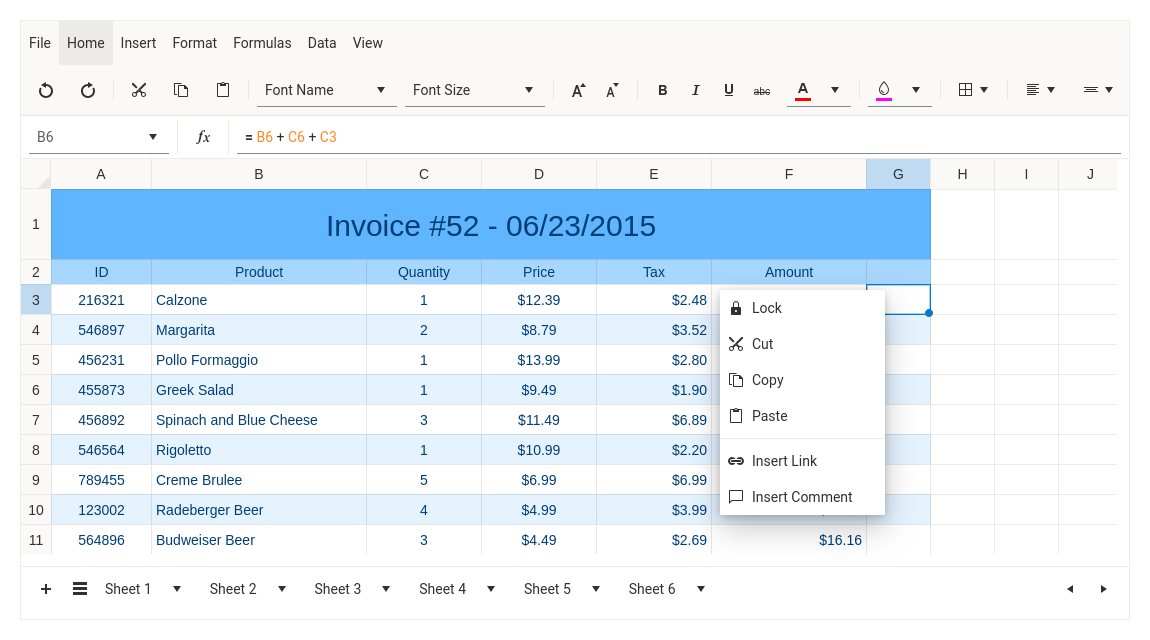 File Home Insert Format Formulas Data View
Font Name Font Size A A B I U abc A
B6 fx = B6 + C6 + C3
A B C D E F G H I J
1 Invoice #52 - 06/23/2015
2 ID Product Quantity Price Tax Amount
3 216321 Calzone 1 $12.39 $2.48
Lock
4 546897 Margarita 2 $8.79 $3.52
Cut
5 456231 Pollo Formaggio 1 $13.99 $2.80
Copy
6 455873 Greek Salad 1 $9.49 $1.90
7 456892 Spinach and Blue Cheese 3 $11.49 $6.89
Paste
8 546564 Rigoletto 1 $10.99 $2.20
Insert Link
9 789455 Creme Brulee 5 $6.99 $6.99
Insert Comment
10 123002 Radeberger Beer 4 $4.99 $3.99
11 564896 Budweiser Beer 3 $4.49 $2.69 $16.16
Sheet 1 Sheet 2 Sheet 3 Sheet 4 Sheet 5 Sheet 6